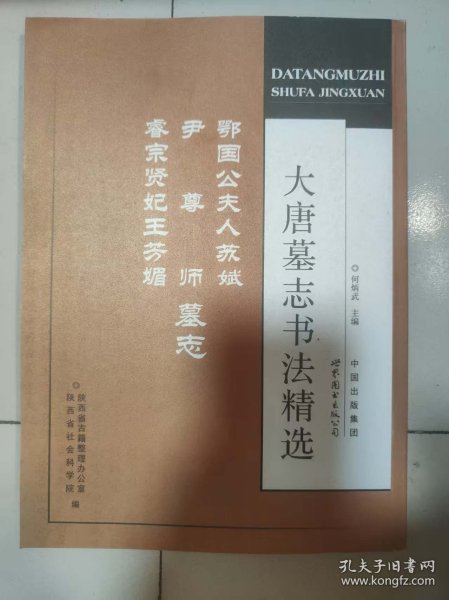 DATANGMUZHI
SHUFA JINGXUAN
大唐墓志书法精选
◎何炳武 主编
中国出版集团
世界图书出版公司
鄂国公夫人苏斌
尹尊师墓志
睿宗贤妃王芳媚
◎陕西省古籍整理办公室
陕西省社会科学院 编
孔夫子旧书网
www.kongfz.com